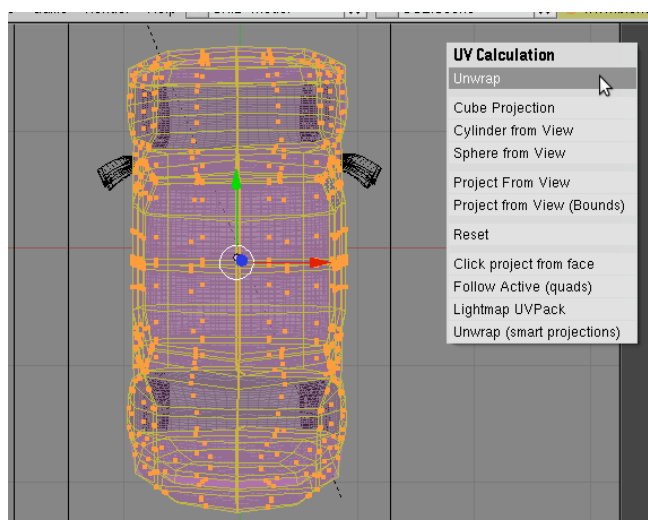 UV Calculation
Unwrap
Cube Projection
Cylinder from View
Sphere from View
Project From View
Project from View (Bounds)
Reset
Click project from face
Follow Active (quads)
Lightmap UVPack
Unwrap (smart projections)